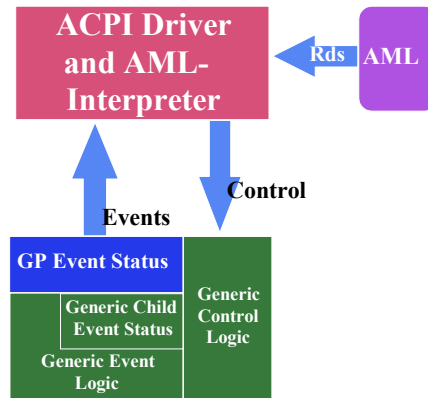 ACPI Driver
and AML-
Interpreter
Rds
AML
Events
Control
GP Event Status
Generic Child
Event Status
Generic Event
Logic
Generic
Control
Logic